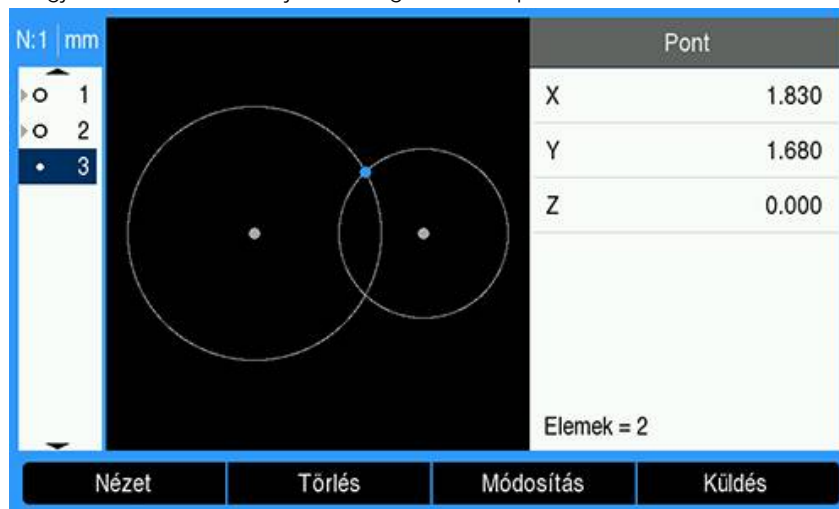 N:1 mm
Pont
1
2
3
X 1.830
Y 1.680
Z 0.000
Elemek = 2
Nézet Törlés Módosítás Küldés